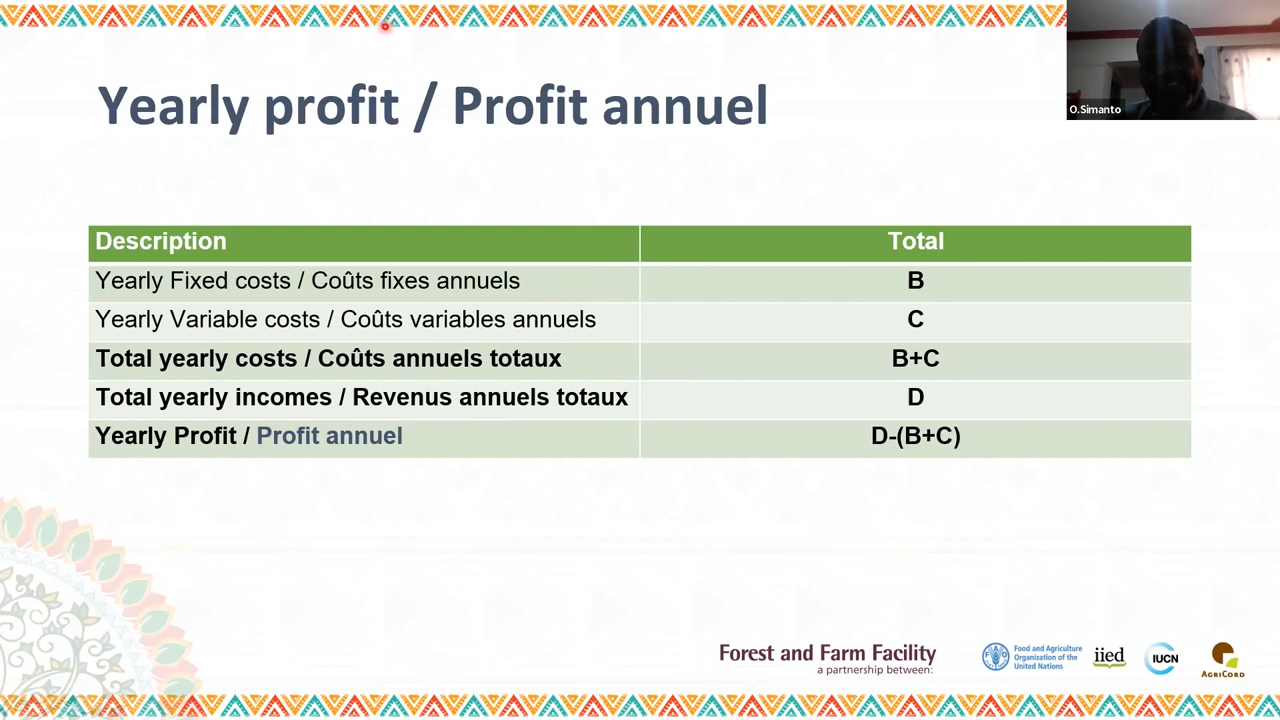 Yearly profit / Profit annuel
O.Simanto
Description Total
Yearly Fixed costs / Coûts fixes annuels B
Yearly Variable costs / Coûts variables annuels C
Total yearly costs / Coûts annuels totaux B+C
Total yearly incomes / Revenus annuels totaux D
Yearly Profit / Profit annuel D-(B+C)
Forest and Farm Facility
a partnership between:
Food and Agriculture
Organization of the
United Nations
iied
IUCN
AGRICORD